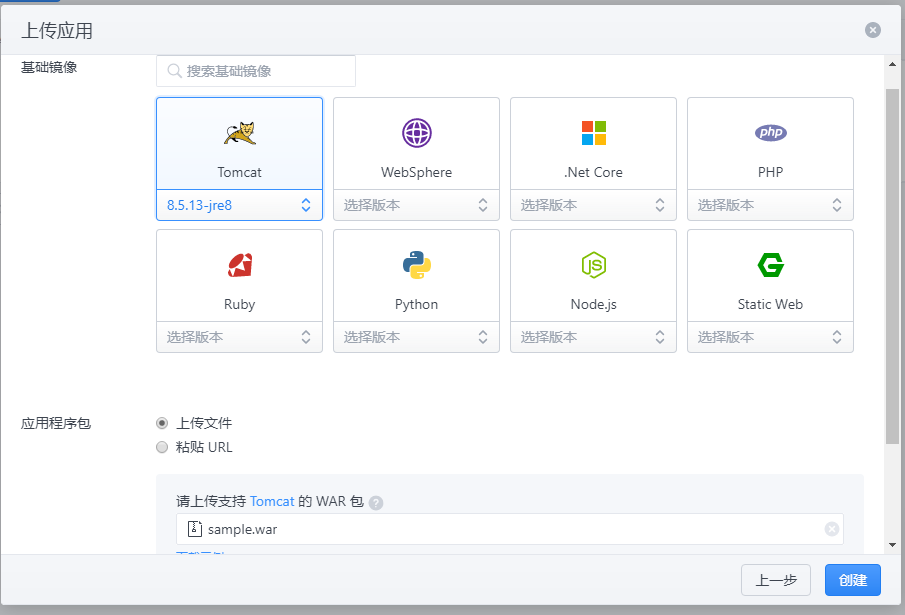 上传应用
基础镜像
搜索基础镜像
Tomcat
WebSphere
.Net Core
php
PHP
8.5.13-jre8
选择版本
选择版本
选择版本
Ruby
Python
JS
Node.js
Static Web
选择版本
选择版本
选择版本
选择版本
应用程序包
上传文件
粘贴 URL
请上传支持 Tomcat 的 WAR 包 ?
sample.war
上一步
创建